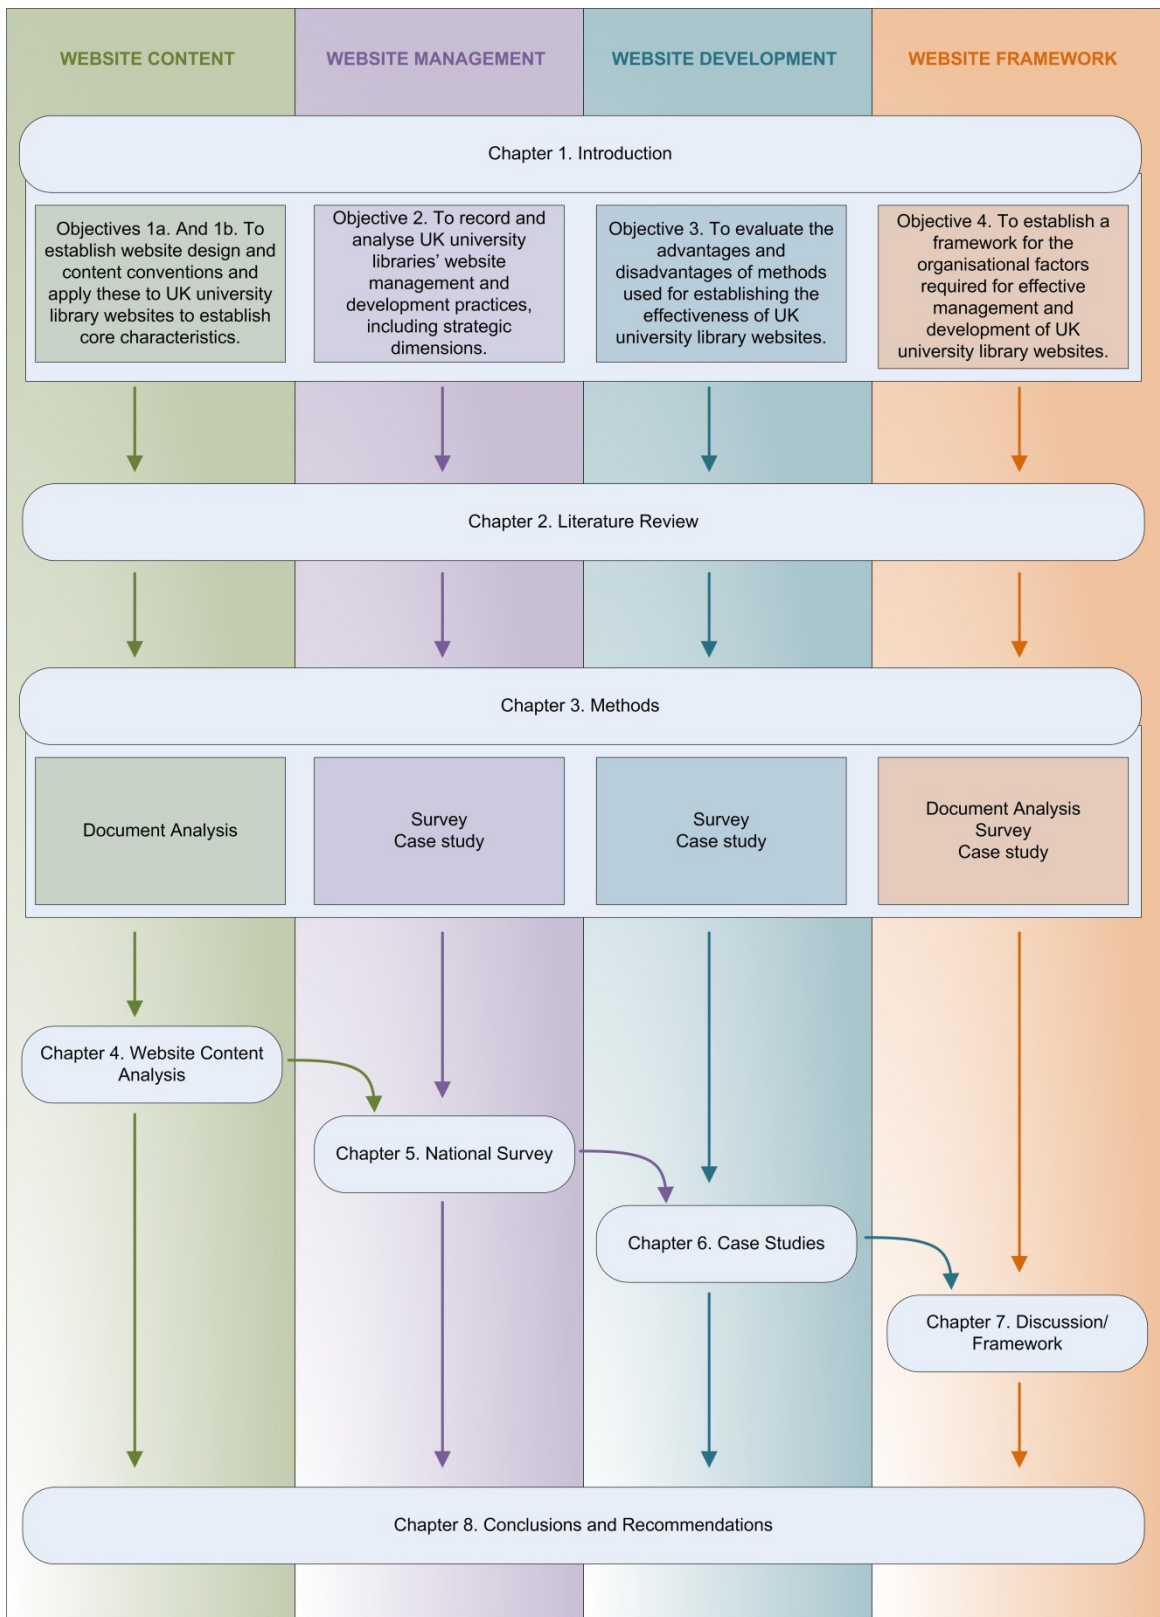 WEBSITE CONTENT
WEBSITE MANAGEMENT
WEBSITE DEVELOPMENT
WEBSITE FRAMEWORK
Chapter 1. Introduction
Objectives 1a. And 1b. To
establish website design and
content conventions and
apply these to UK university
library websites to establish
core characteristics.
Objective 2. To record and
analyse UK university
libraries’ website
management and
development practices,
including strategic
dimensions.
Objective 3. To evaluate the
advantages and
disadvantages of methods
used for establishing the
effectiveness of UK
university library websites.
Objective 4. To establish a
framework for the
organisational factors
required for effective
management and
development of UK
university library websites.
Chapter 2. Literature Review
Chapter 3. Methods
Document Analysis
Survey
Case study
Survey
Case study
Document Analysis
Survey
Case study
Chapter 4. Website Content
Analysis
Chapter 5. National Survey
Chapter 6. Case Studies
Chapter 7. Discussion/
Framework
Chapter 8. Conclusions and Recommendations